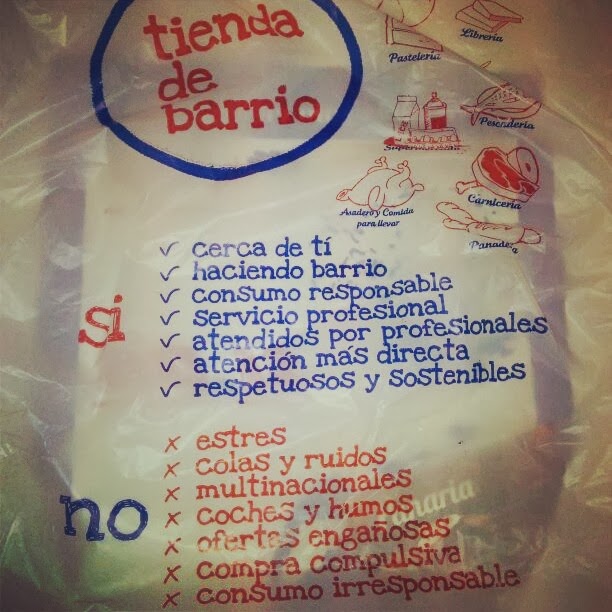 tienda
de
barrio
Pastelería
Librería
Supermercado
Pescadería
Asadero y Comida
para llevar
Carnicería
Panadería
si
✓ cerca de tí
✓ haciendo barrio
✓ consumo responsable
✓ servicio profesional
✓ atendidos por profesionales
✓ atención más directa
✓ respetuosos y sostenibles
no
× estres
× colas y ruidos
× multinacionales
× coches y humos
× ofertas engañosas
× compra compulsiva
× consumo irresponsable